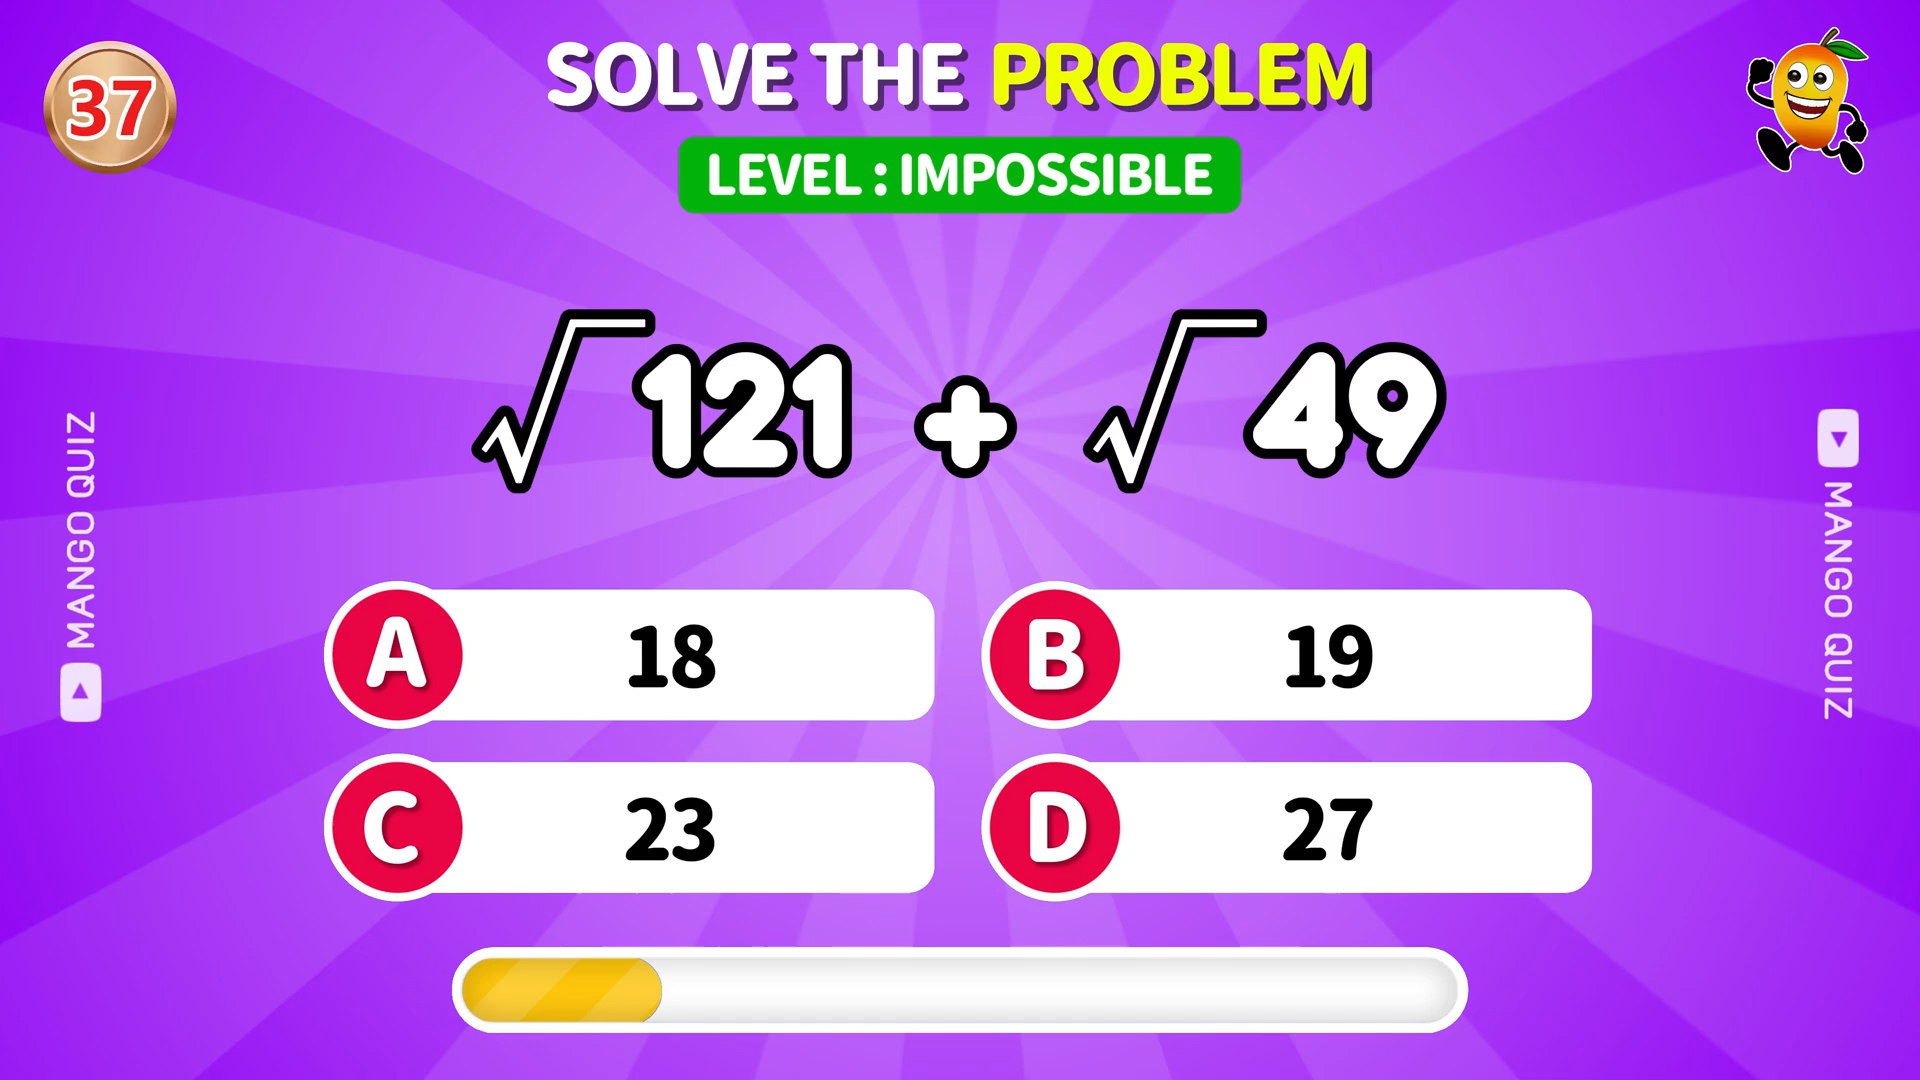 37
SOLVE THE PROBLEM
LEVEL : IMPOSSIBLE
√121 + √49
A 18
B 19
C 23
D 27
MANGO QUIZ
MANGO QUIZ